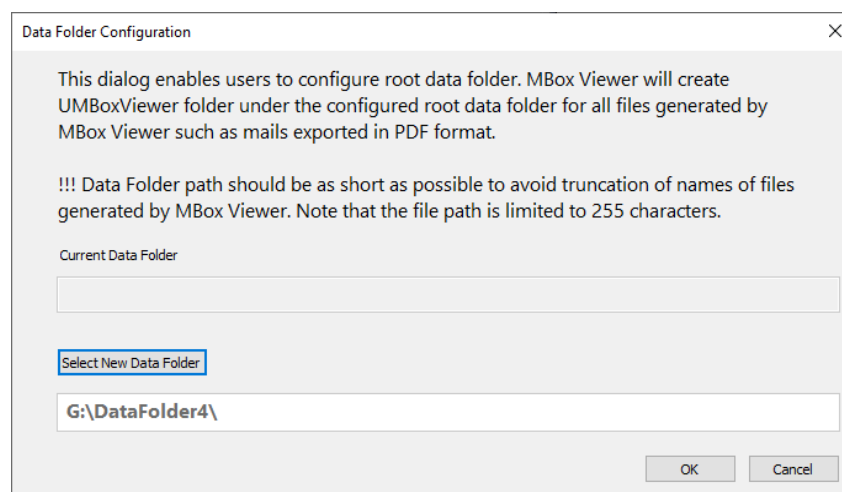 Data Folder Configuration
This dialog enables users to configure root data folder. MBox Viewer will create
UMBoxViewer folder under the configured root data folder for all files generated by
MBox Viewer such as mails exported in PDF format.
!!! Data Folder path should be as short as possible to avoid truncation of names of files
generated by MBox Viewer. Note that the file path is limited to 255 characters.
Current Data Folder
Select New Data Folder
G:\DataFolder4\
OK
Cancel